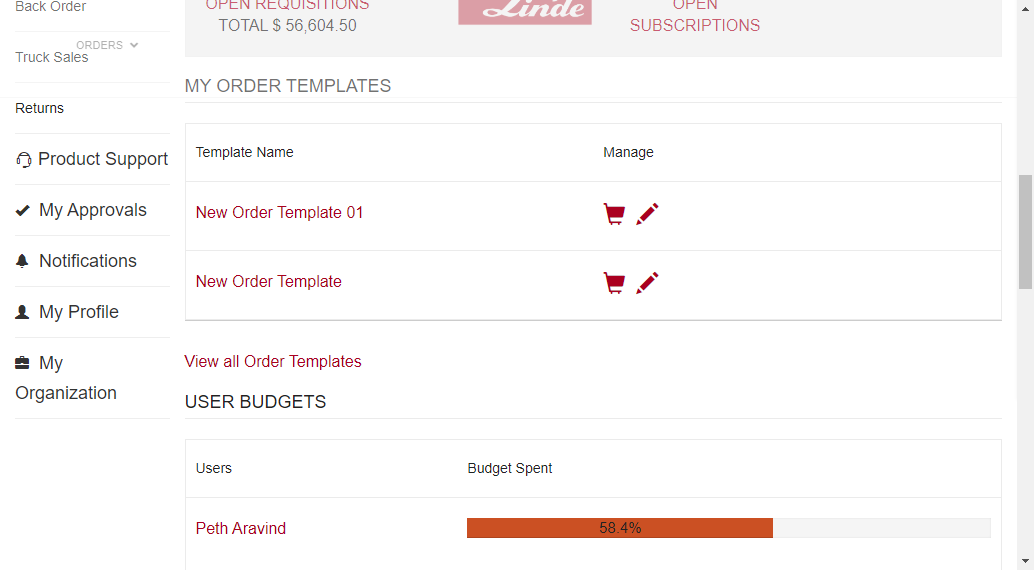 Back Order
ORDERS
Truck Sales
Returns
Product Support
My Approvals
Notifications
My Profile
My
Organization
OPEN REQUISITIONS
TOTAL $ 56,604.50
Linde
OPEN
SUBSCRIPTIONS
MY ORDER TEMPLATES
Template Name Manage
New Order Template 01
New Order Template
View all Order Templates
USER BUDGETS
Users Budget Spent
Peth Aravind 58.4%